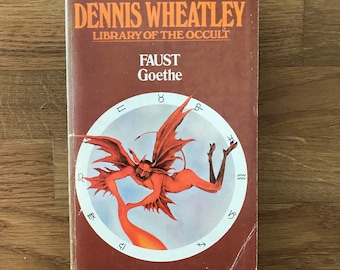 DENNIS WHEATLEY
LIBRARY OF THE OCCULT
FAUST
Goethe